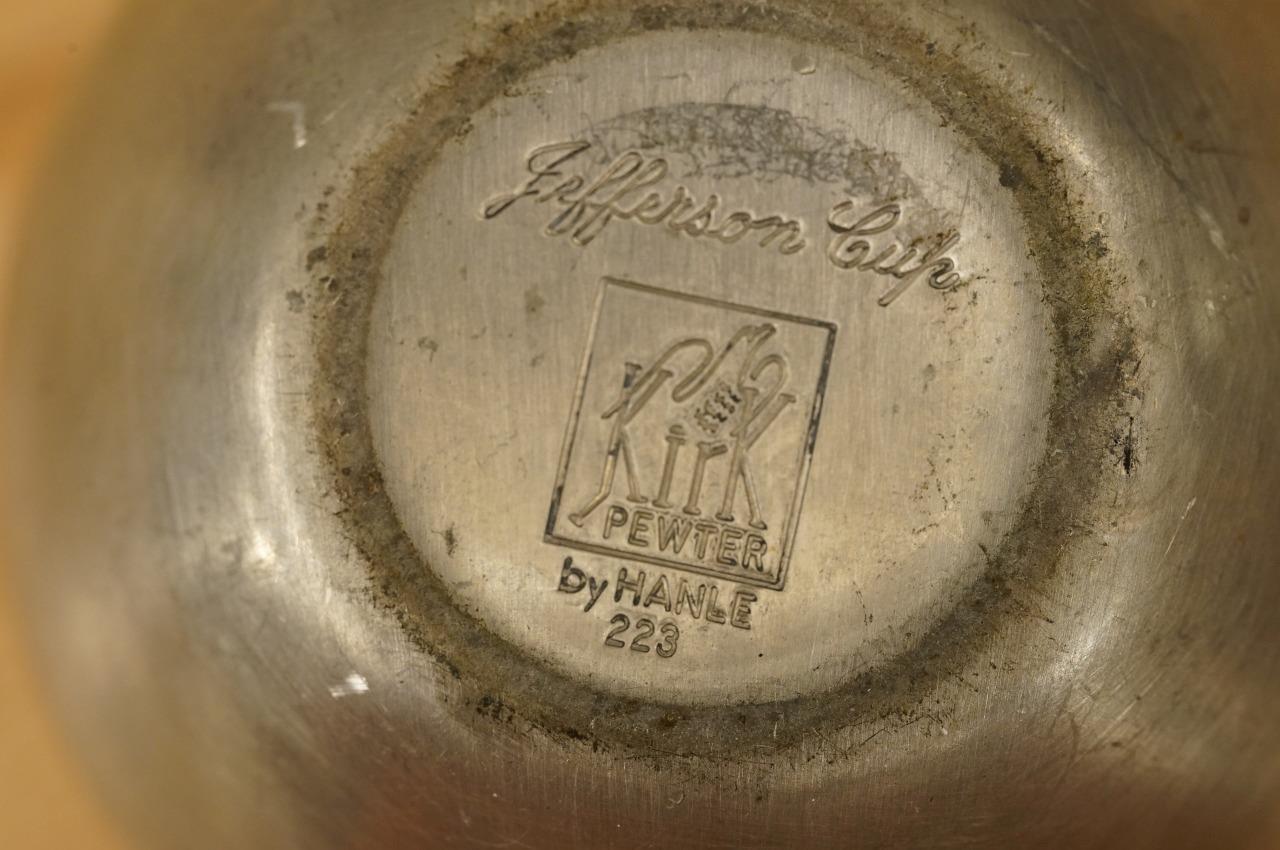 Jefferson Cup
Kirk
PEWTER
by HANLE
223